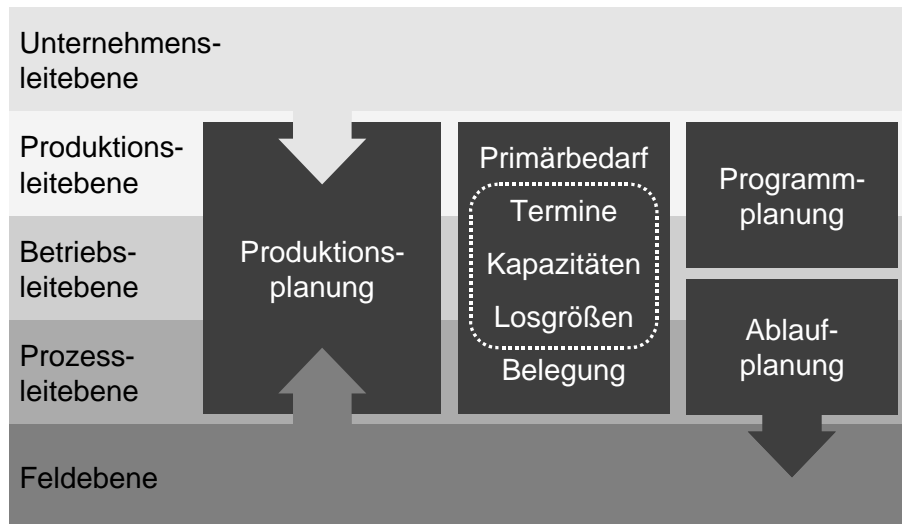 Unternehmens-
leitebene
Produktions-
leitebene
Betriebs-
leitebene
Prozess-
leitebene
Feldebene
Produktions-
planung
Primärbedarf
Termine
Kapazitäten
Losgrößen
Belegung
Programm-
planung
Ablauf-
planung